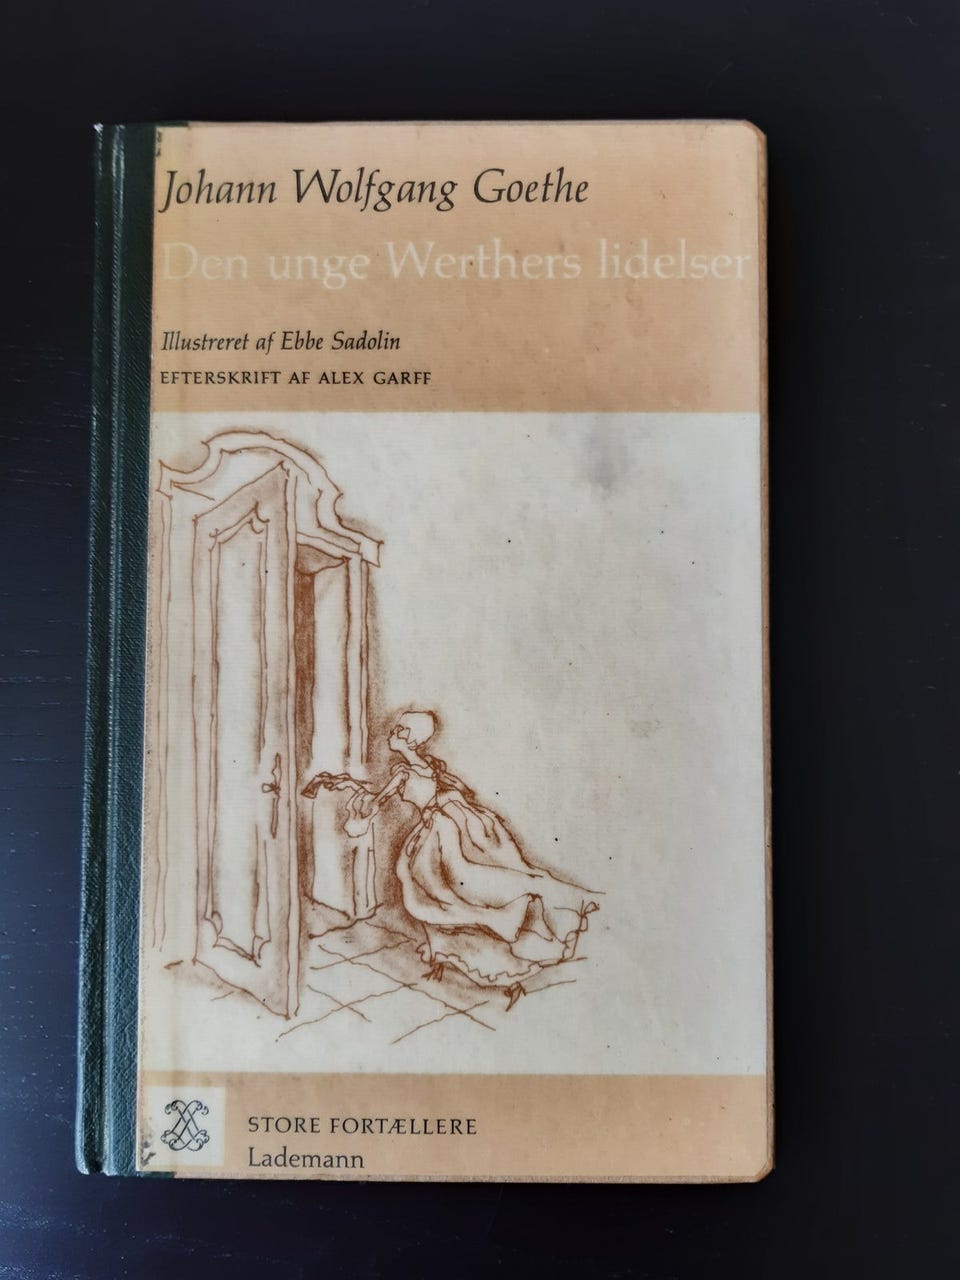 Johann Wolfgang Goethe
Den unge Werthers lidelser
Illustreret af Ebbe Sadolin
EFTERSKRIFT AF ALEX GARFF
STORE FORTÆLLERE
Lademann